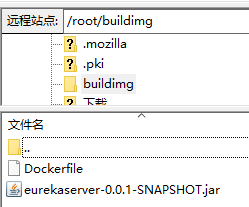 远程站点: /root/buildimg
.mozilla
.pki
buildimg
下载
文件名
..
Dockerfile
eurekaserver-0.0.1-SNAPSHOT.jar